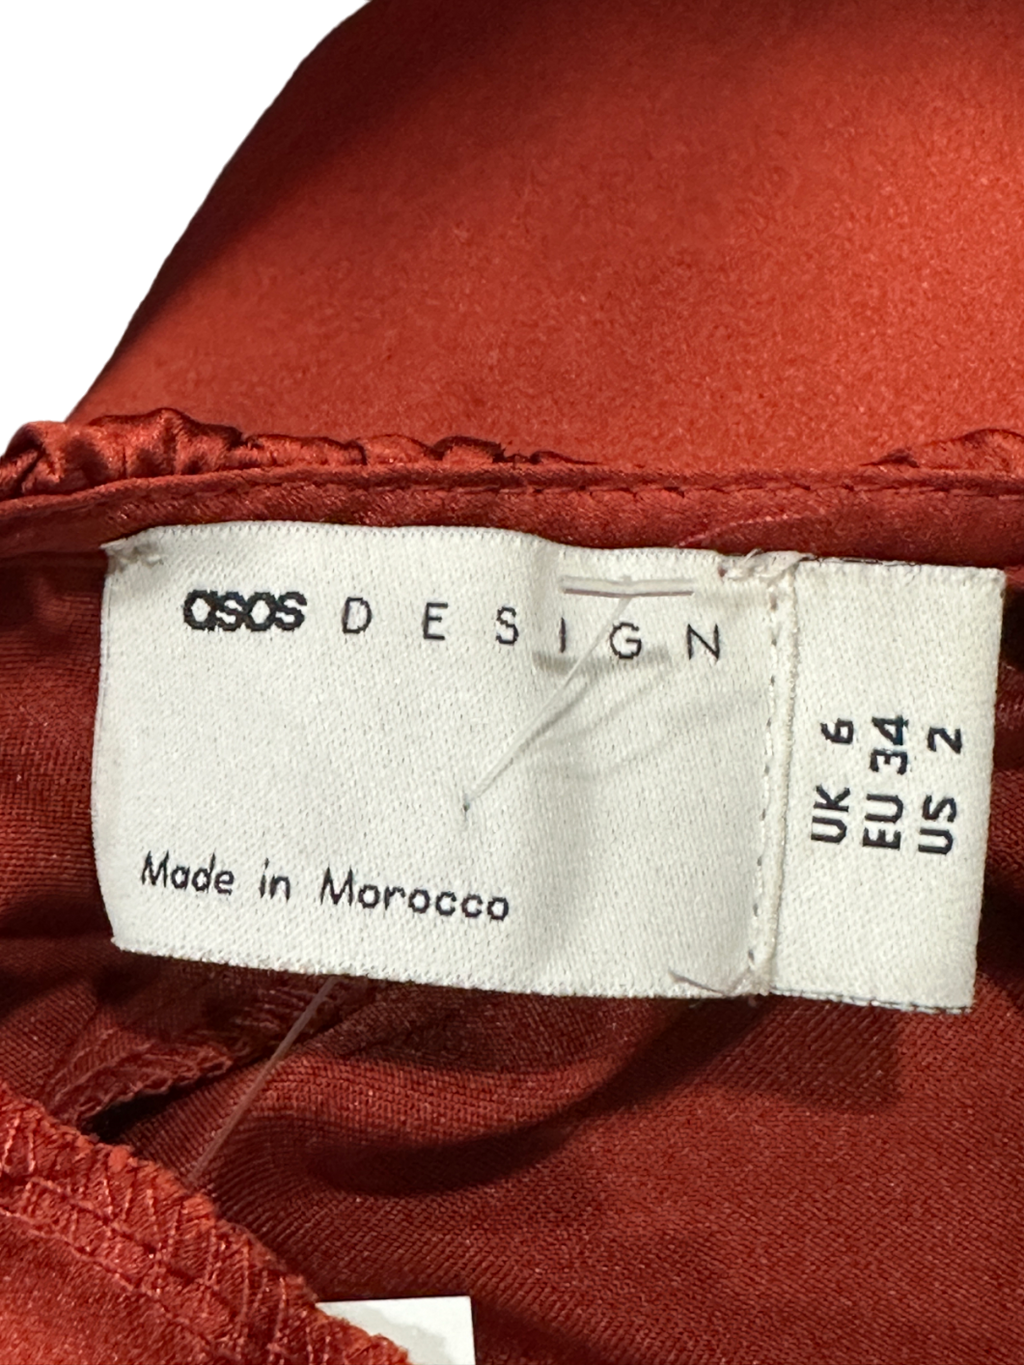 asos DESIGN
Made in Morocco
UK 6
EU 34
US 2